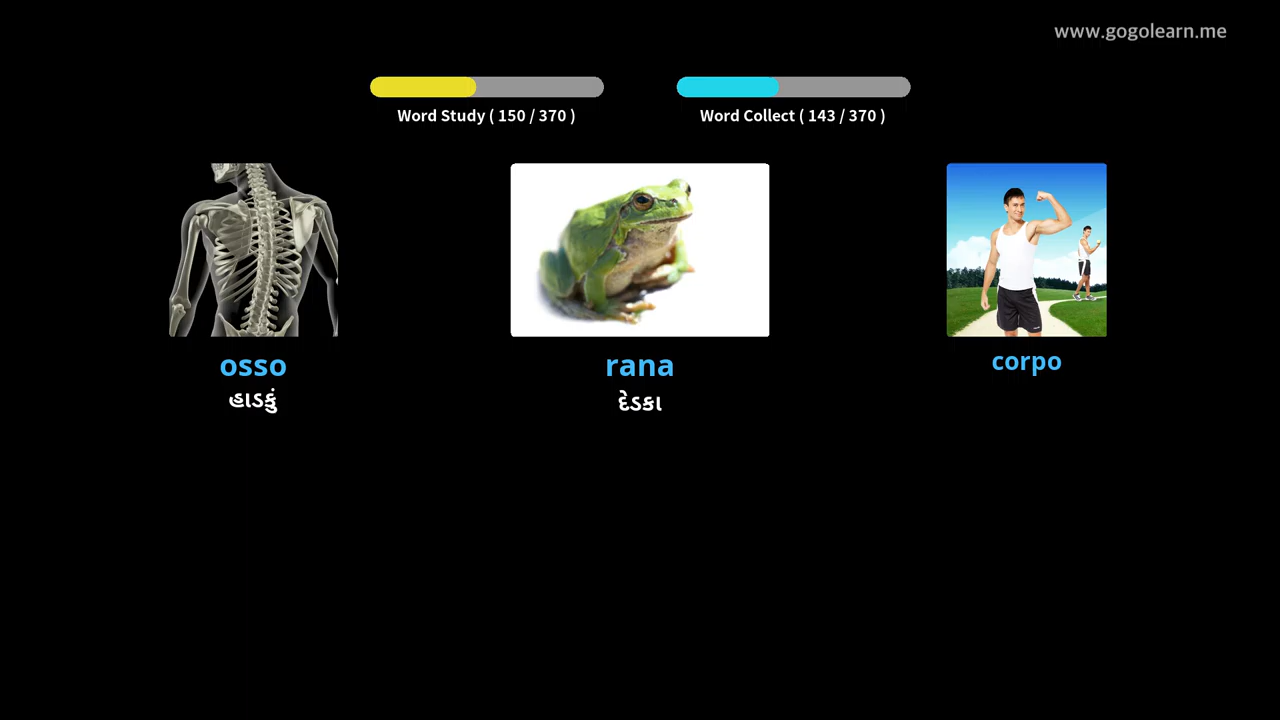 www.gogolearn.me
Word Study ( 150 / 370 )
Word Collect ( 143 / 370 )
osso
હાડકું
rana
દેડકા
corpo